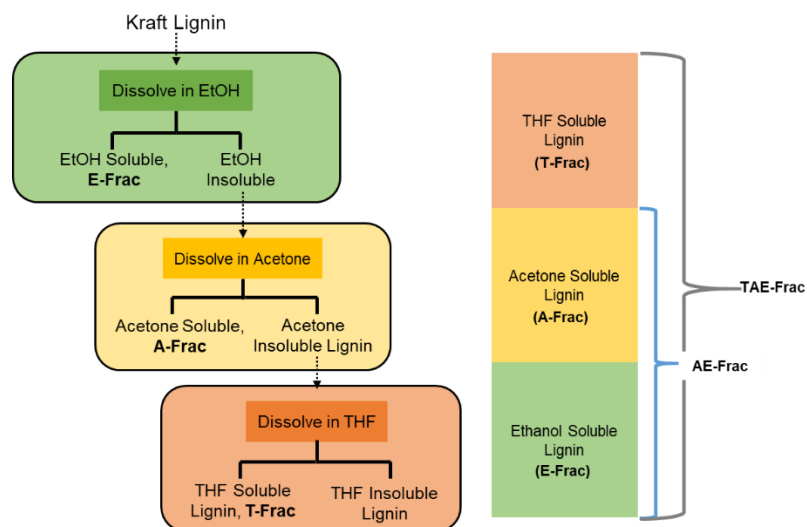 Kraft Lignin
Dissolve in EtOH
EtOH Soluble,
E-Frac
EtOH
Insoluble
Dissolve in Acetone
Acetone Soluble,
A-Frac
Acetone
Insoluble Lignin
Dissolve in THF
THF Soluble
Lignin, T-Frac
THF Insoluble
Lignin
THF Soluble
Lignin
(T-Frac)
Acetone Soluble
Lignin
(A-Frac)
Ethanol Soluble
Lignin
(E-Frac)
TAE-Frac
AE-Frac